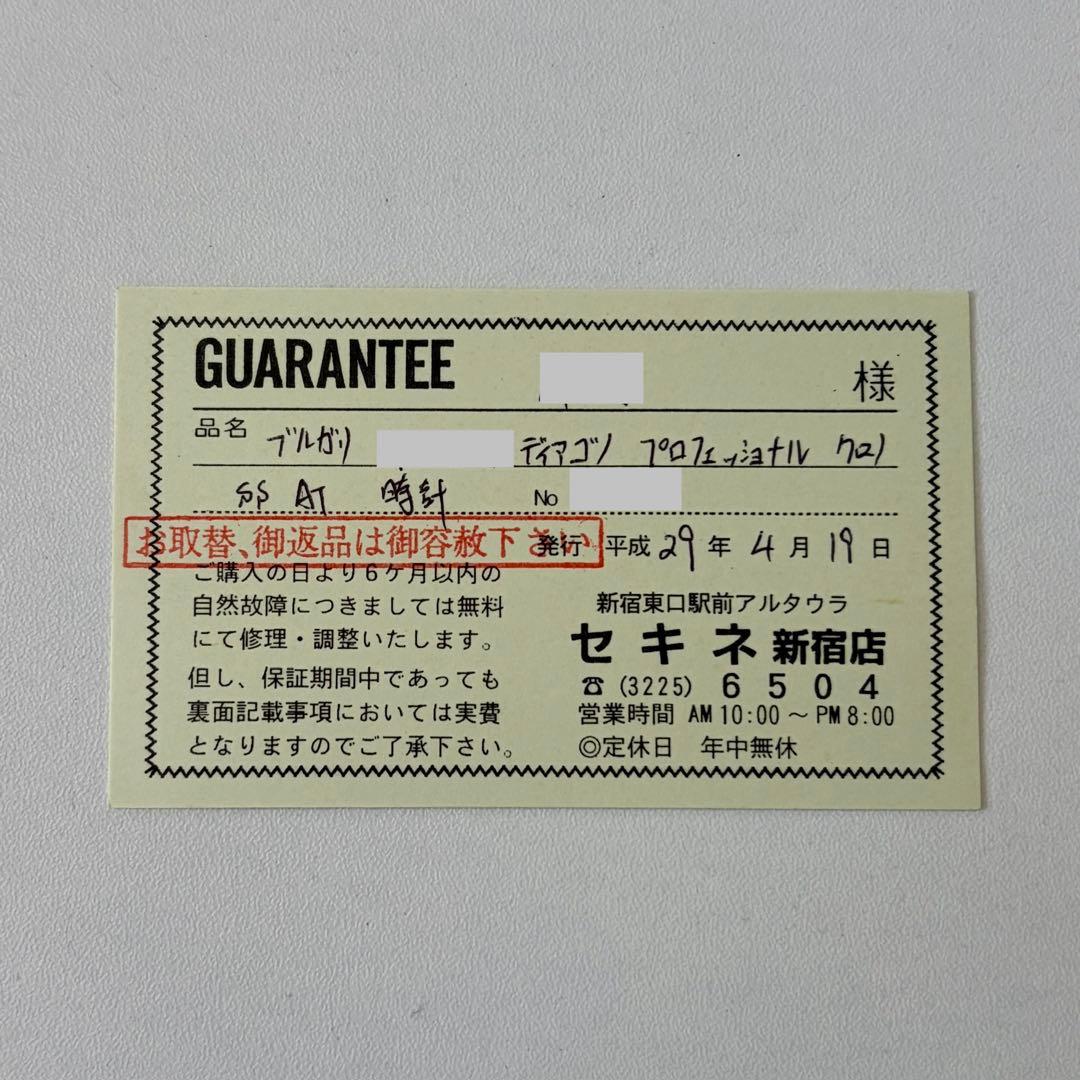 GUARANTEE 様
品名 ブルガリ ディアゴノ プロフェッショナル クロノ
SS AT 時計 No
お取替、御返品は御容赦下さい
発行 平成 29 年 4 月 19 日
ご購入の日より6ケ月以内の
自然故障につきましては無料
にて修理・調整いたします。
但し、保証期間中であっても
裏面記載事項においては実費
となりますのでご了承下さい。
新宿東口駅前アルタウラ
セキネ 新宿店
☎ (3225) 6504
営業時間 AM 10:00 ~ PM 8:00
◎定休日 年中無休